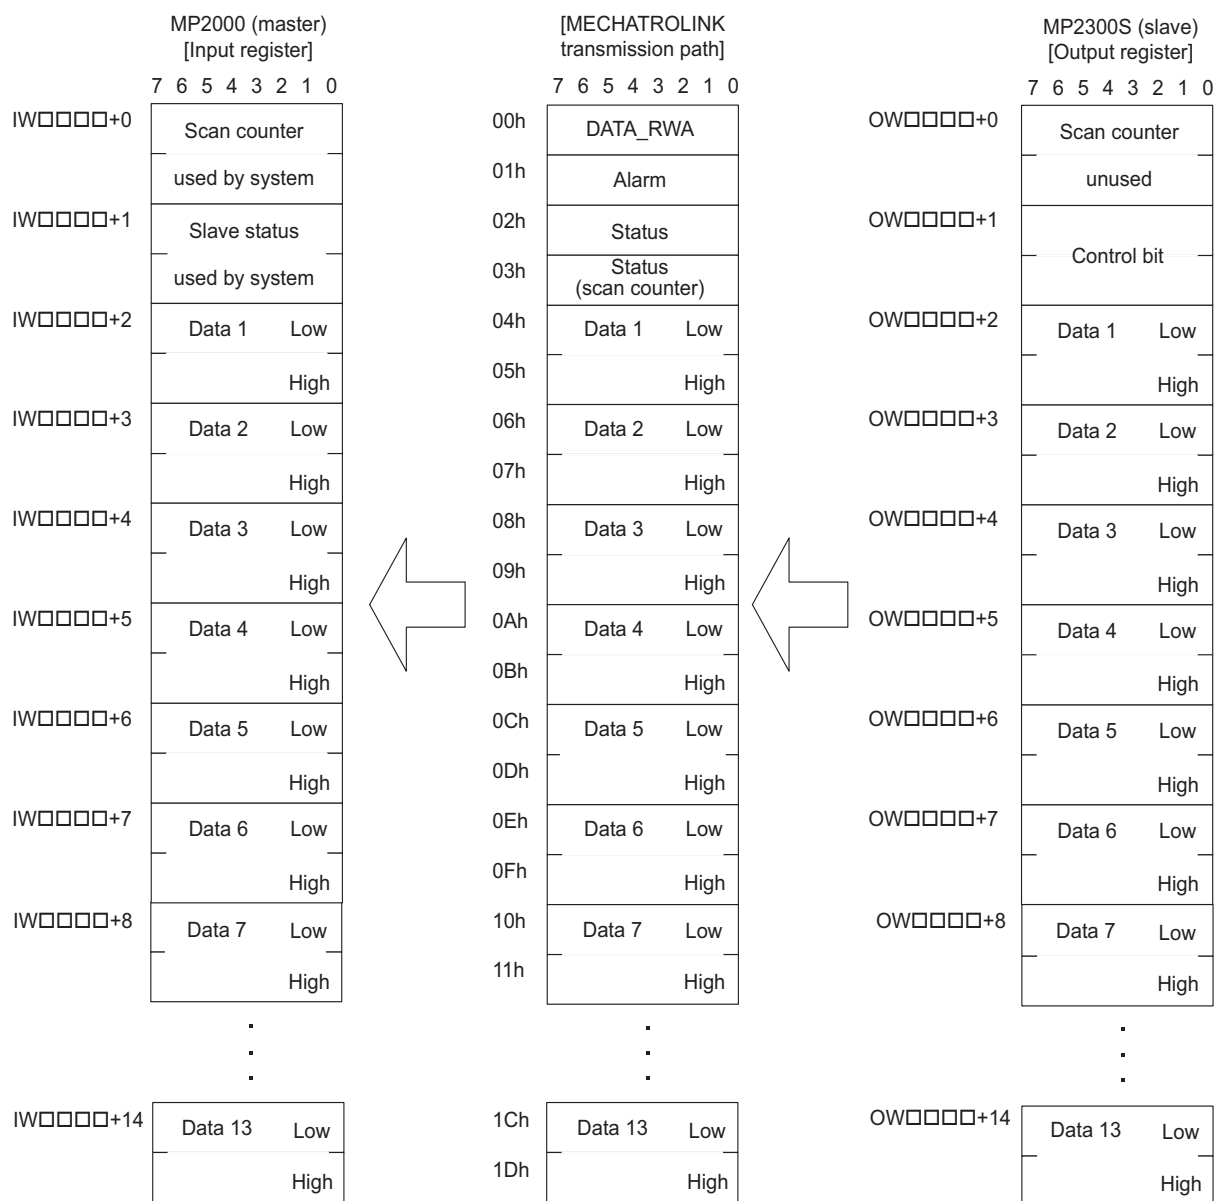 MP2000 (master)
[Input register]
7 6 5 4 3 2 1 0
IW□□□□+0
Scan counter
used by system
IW□□□□+1
Slave status
used by system
IW□□□□+2
Data 1 Low
High
IW□□□□+3
Data 2 Low
High
IW□□□□+4
Data 3 Low
High
IW□□□□+5
Data 4 Low
High
IW□□□□+6
Data 5 Low
High
IW□□□□+7
Data 6 Low
High
IW□□□□+8
Data 7 Low
High
IW□□□□+14
Data 13 Low
High
[MECHATROLINK
transmission path]
7 6 5 4 3 2 1 0
00h DATA_RWA
01h Alarm
02h Status
03h Status
(scan counter)
04h Data 1 Low
05h High
06h Data 2 Low
07h High
08h Data 3 Low
09h High
0Ah Data 4 Low
0Bh High
0Ch Data 5 Low
0Dh High
0Eh Data 6 Low
0Fh High
10h Data 7 Low
11h High
1Ch Data 13 Low
1Dh High
MP2300S (slave)
[Output register]
7 6 5 4 3 2 1 0
OW□□□□+0
Scan counter
unused
OW□□□□+1
Control bit
OW□□□□+2
Data 1 Low
High
OW□□□□+3
Data 2 Low
High
OW□□□□+4
Data 3 Low
High
OW□□□□+5
Data 4 Low
High
OW□□□□+6
Data 5 Low
High
OW□□□□+7
Data 6 Low
High
OW□□□□+8
Data 7 Low
High
OW□□□□+14
Data 13 Low
High